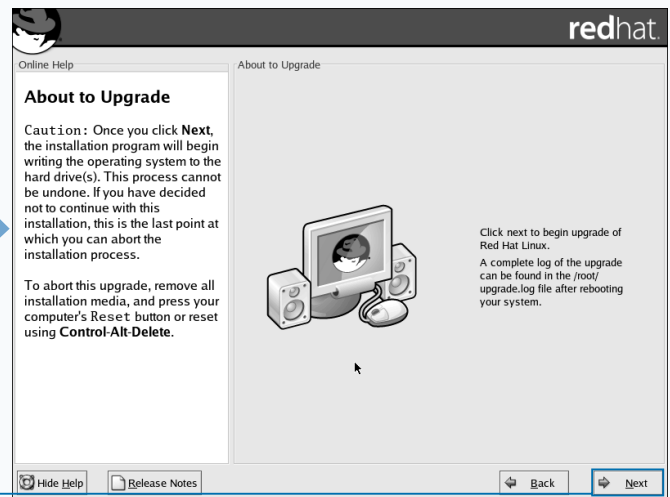 redhat.
Online Help
About to Upgrade
Caution: Once you click Next,
the installation program will begin
writing the operating system to the
hard drive(s). This process cannot
be undone. If you have decided
not to continue with this
installation, this is the last point at
which you can abort the
installation process.
To abort this upgrade, remove all
installation media, and press your
computer's Reset button or reset
using Control-Alt-Delete.
About to Upgrade
Click next to begin upgrade of
Red Hat Linux.
A complete log of the upgrade
can be found in the /root/
upgrade.log file after rebooting
your system.
Hide Help
Release Notes
Back
Next